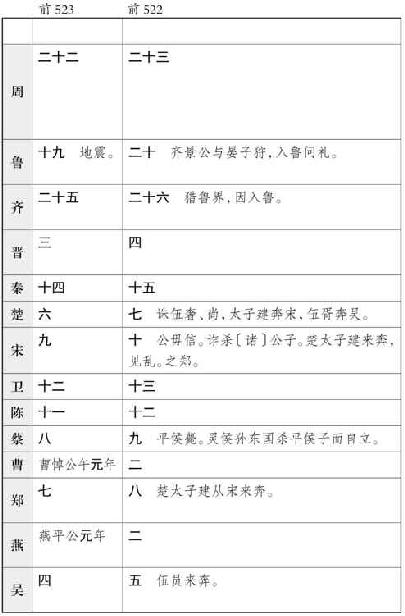 前523 前522
周 二十二 二十三
鲁 十九 地震。 二十 齐景公与晏子狩，入鲁问礼。
齐 二十五 二十六 猎鲁界，因入鲁。
晋 三 四
秦 十四 十五
楚 六 七 诛伍奢、尚，太子建奔宋，伍胥奔吴。
宋 九 十 公毋信。诈杀〔诸〕公子。楚太子建来奔，
见乱。之郑。
卫 十二 十三
陈 十一 十二
蔡 八 九 平侯薨。灵侯孙东国杀平侯子而自立。
曹 曹悼公午元年 二
郑 七 八 楚太子建从宋来奔。
燕 燕平公元年 二
吴 四 五 伍员来奔。